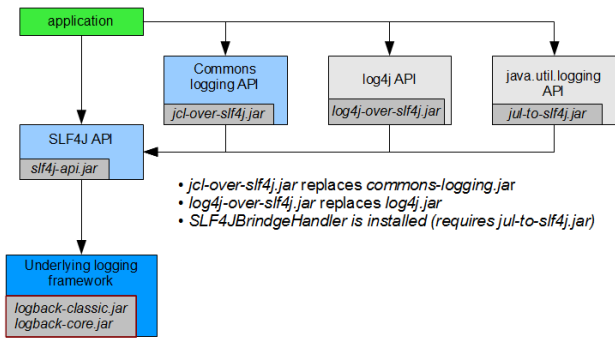 application
Commons
logging API
jcl-over-slf4j.jar
log4j API
log4j-over-slf4j.jar
java.util.logging
API
jul-to-slf4j.jar
SLF4J API
slf4j-api.jar
• jcl-over-slf4j.jar replaces commons-logging.jar
• log4j-over-slf4j.jar replaces log4j.jar
• SLF4JBrindgeHandler is installed (requires jul-to-slf4j.jar)
Underlying logging
framework
logback-classic.jar
logback-core.jar